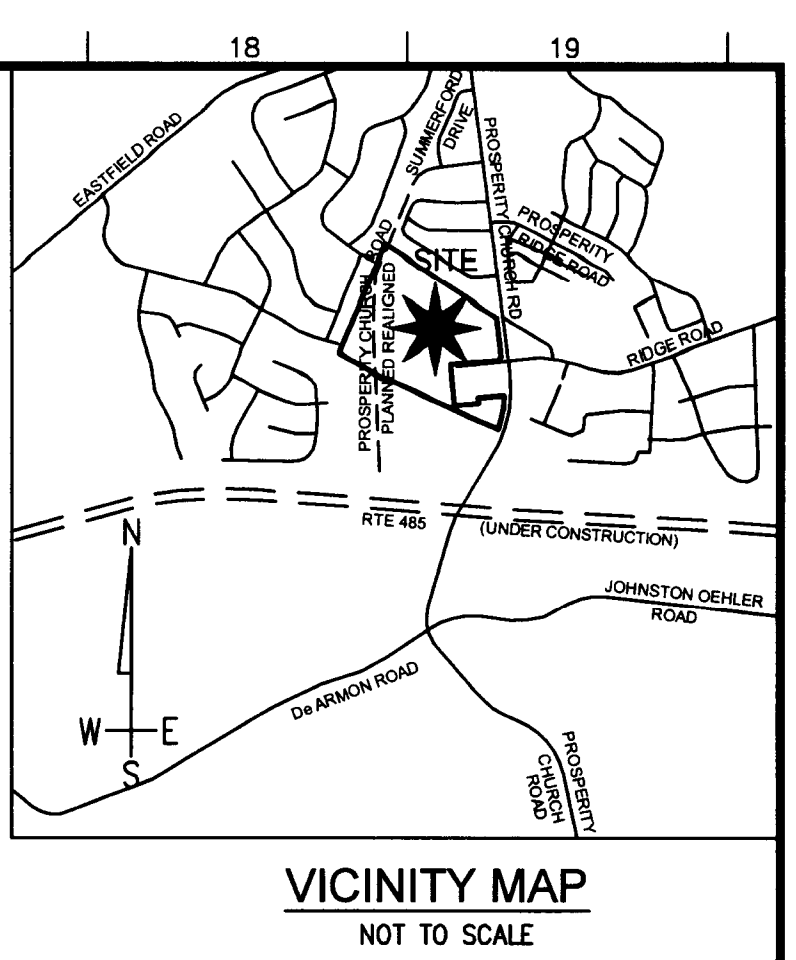 18
19
EASTFIELD ROAD
SUMMERFORD
DRIVE
PROSPERITY CHURCH RD
PROSPERITY
RIDGE ROAD
SITE
PROSPERITY CHURCH ROAD
PLANNED REALIGNED
RIDGE ROAD
RTE 485
(UNDER CONSTRUCTION)
N
W
E
S
JOHNSTON OEHLER
ROAD
De ARMON ROAD
PROSPERITY
CHURCH
ROAD
VICINITY MAP
NOT TO SCALE